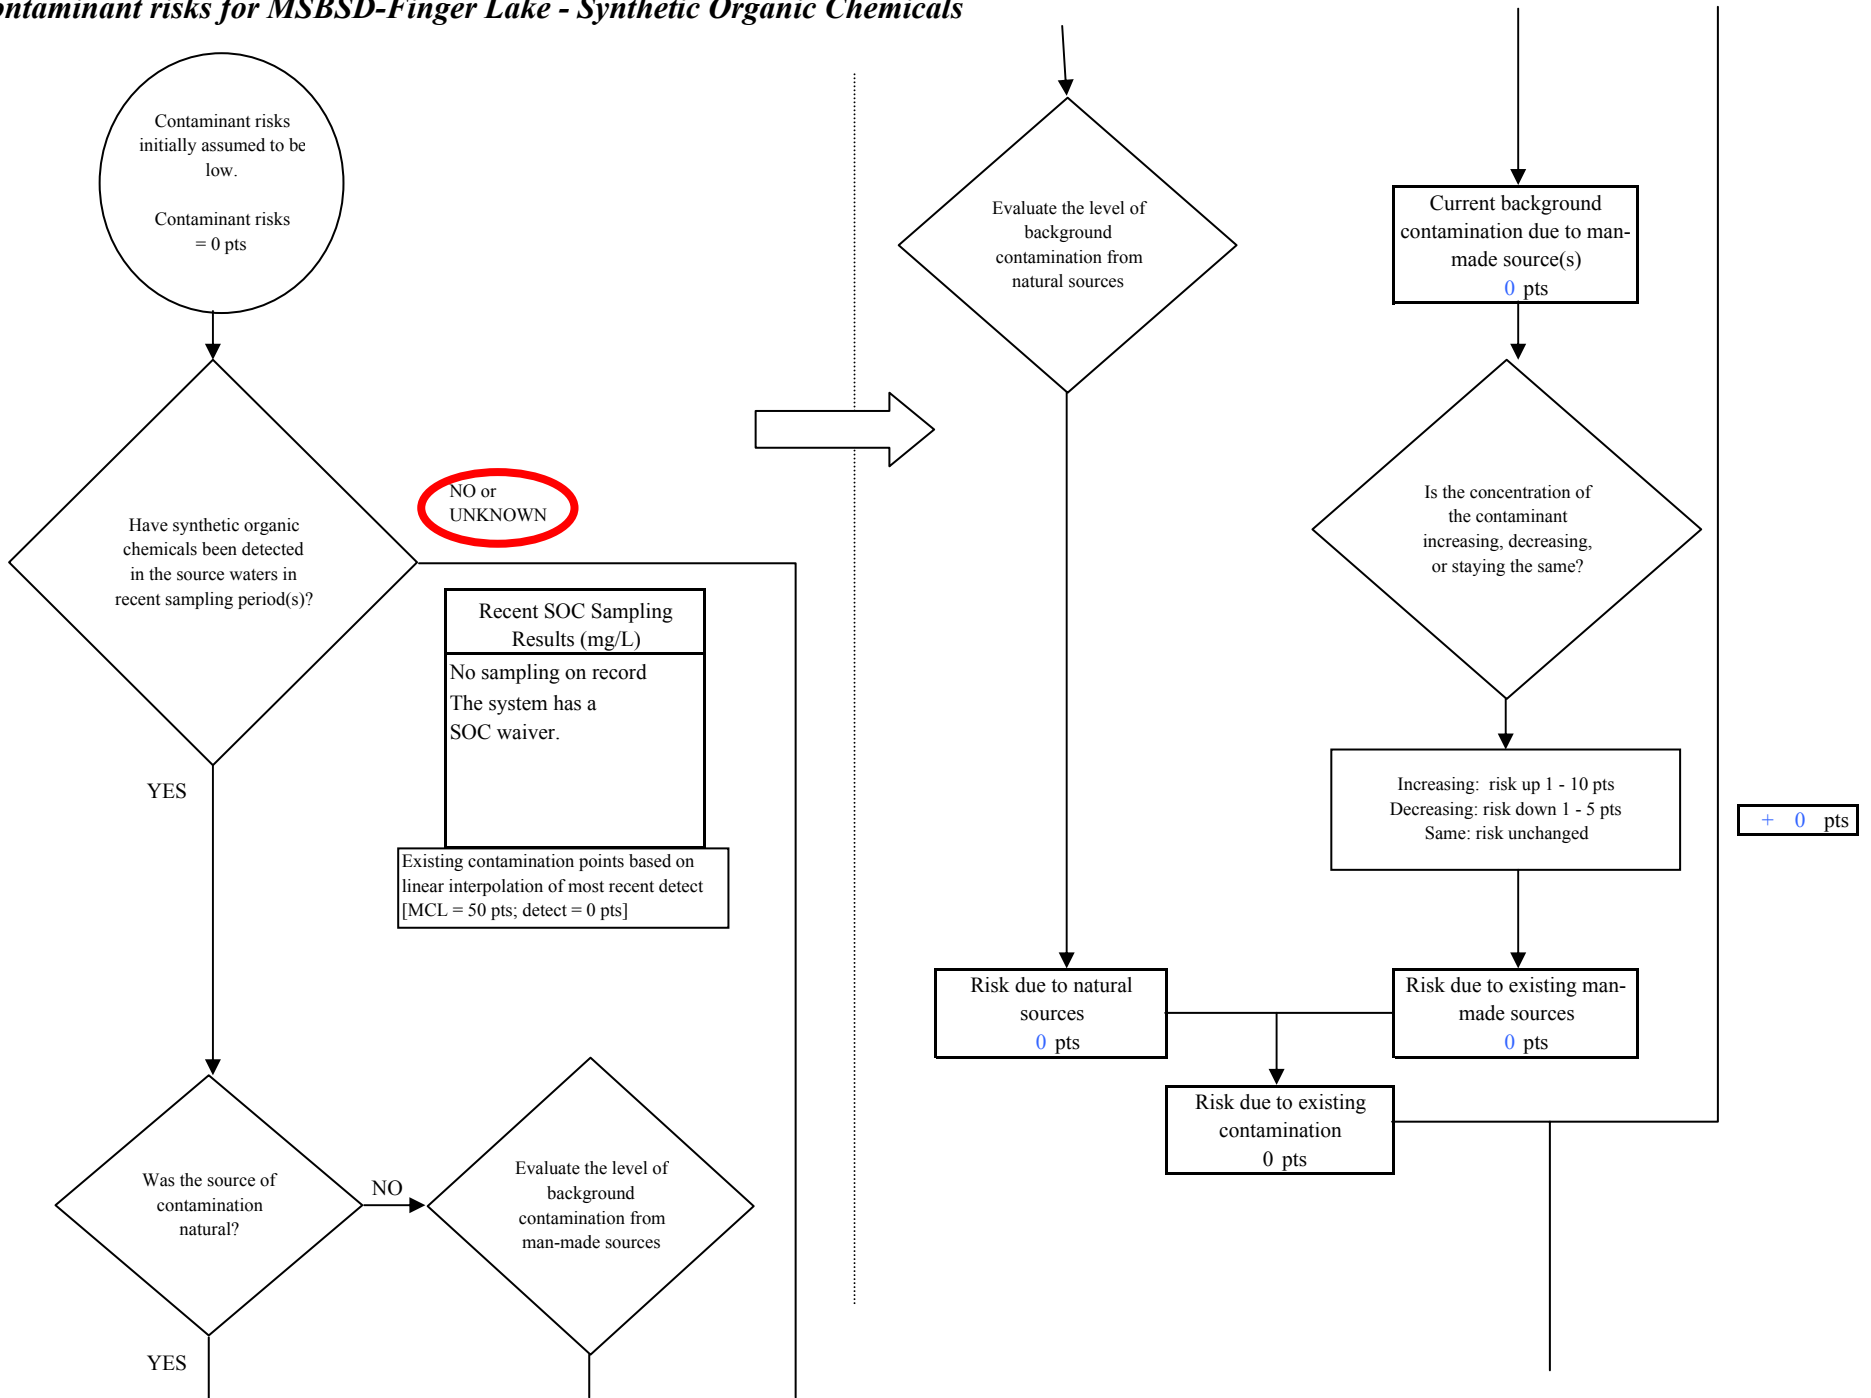 ontaminant risks for MSBSD-Finger Lake - Synthetic Organic Chemicals
Contaminant risks
initially assumed to be
low.
Contaminant risks
= 0 pts
Have synthetic organic
chemicals been detected
in the source waters in
recent sampling period(s)?
NO or
UNKNOWN
Recent SOC Sampling
Results (mg/L)
No sampling on record
The system has a
SOC waiver.
Existing contamination points based on
linear interpolation of most recent detect
[MCL = 50 pts; detect = 0 pts]
YES
Was the source of
contamination
natural?
NO
Evaluate the level of
background
contamination from
man-made sources
YES
Evaluate the level of
background
contamination from
natural sources
Current background
contamination due to man-
made source(s)
0 pts
Is the concentration of
the contaminant
increasing, decreasing,
or staying the same?
Increasing: risk up 1 - 10 pts
Decreasing: risk down 1 - 5 pts
Same: risk unchanged
+ 0 pts
Risk due to natural
sources
0 pts
Risk due to existing man-
made sources
0 pts
Risk due to existing
contamination
0 pts